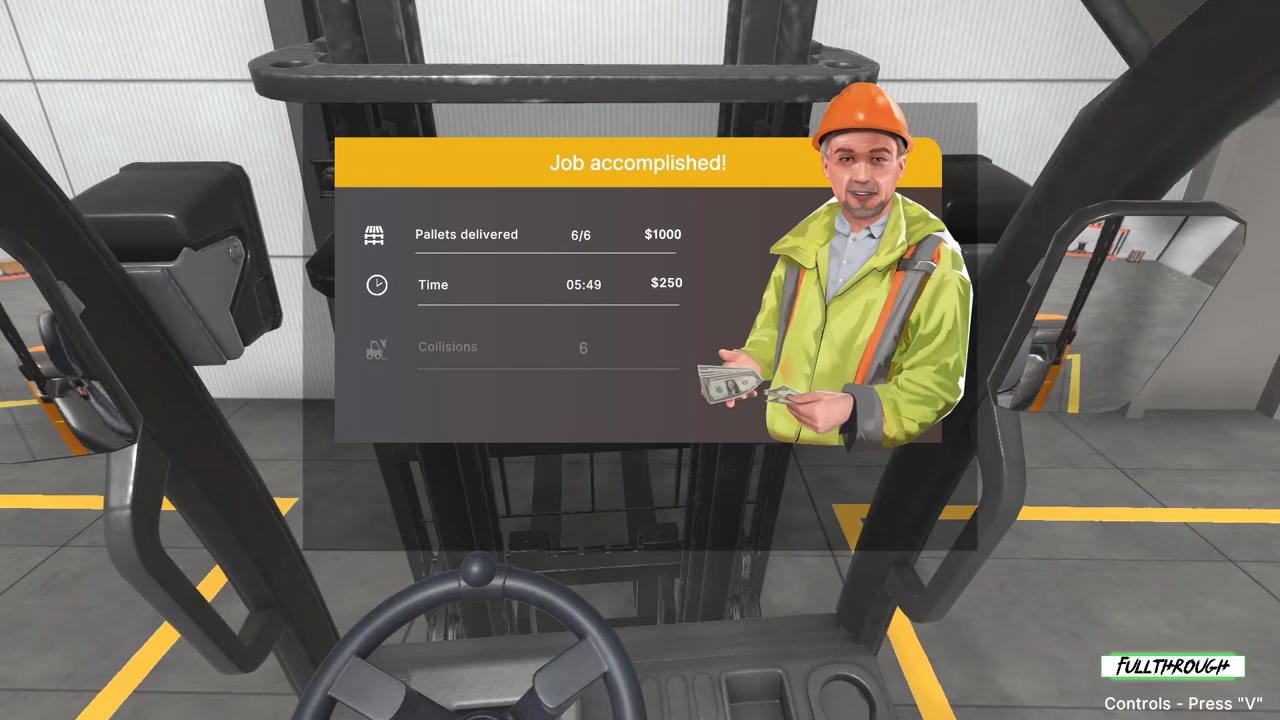 Job accomplished!
Pallets delivered 6/6 $1000
Time 05:49 $250
Collisions 6
FULLTHROUGH
Controls - Press "V"